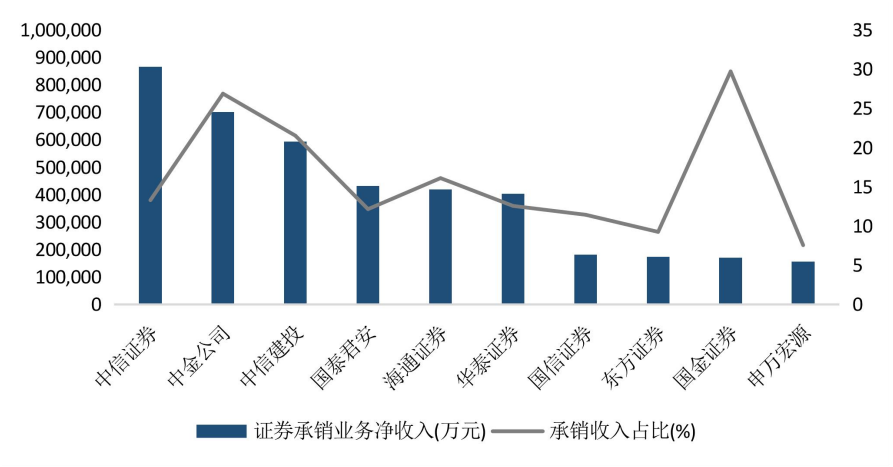 1,000,000
900,000
800,000
700,000
600,000
500,000
400,000
300,000
200,000
100,000
0
35
30
25
20
15
10
5
0
中信证券
中金公司
中信建投
国泰君安
海通证券
华泰证券
国信证券
东方证券
国金证券
申万宏源
证券承销业务净收入(万元)
承销收入占比(%)